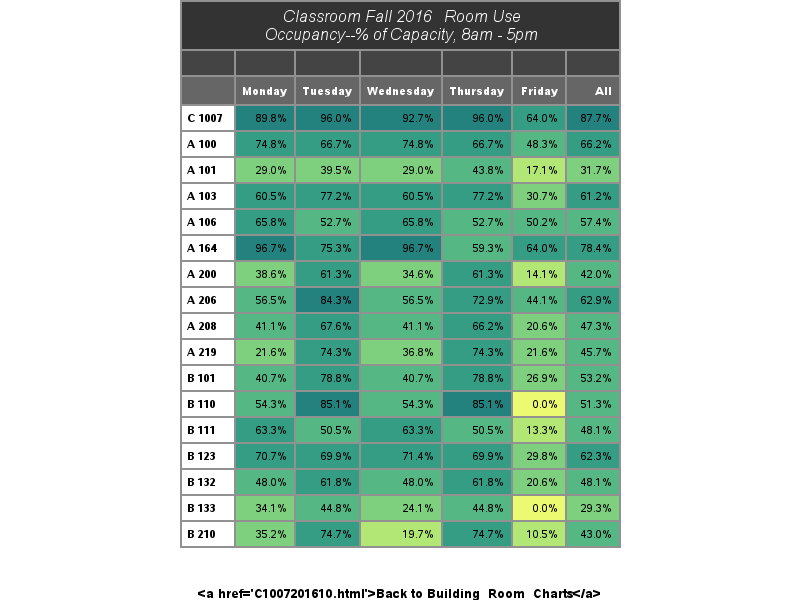 Classroom Fall 2016 Room Use
Occupancy--% of Capacity, 8am - 5pm
Monday Tuesday Wednesday Thursday Friday All
C 1007 89.8% 96.0% 92.7% 96.0% 64.0% 87.7%
A 100 74.8% 66.7% 74.8% 66.7% 48.3% 66.2%
A 101 29.0% 39.5% 29.0% 43.8% 17.1% 31.7%
A 103 60.5% 77.2% 60.5% 77.2% 30.7% 61.2%
A 106 65.8% 52.7% 65.8% 52.7% 50.2% 57.4%
A 164 96.7% 75.3% 96.7% 59.3% 64.0% 78.4%
A 200 38.6% 61.3% 34.6% 61.3% 14.1% 42.0%
A 206 56.5% 84.3% 56.5% 72.9% 44.1% 62.9%
A 208 41.1% 67.6% 41.1% 66.2% 20.6% 47.3%
A 219 21.6% 74.3% 36.8% 74.3% 21.6% 45.7%
B 101 40.7% 78.8% 40.7% 78.8% 26.9% 53.2%
B 110 54.3% 85.1% 54.3% 85.1% 0.0% 51.3%
B 111 63.3% 50.5% 63.3% 50.5% 13.3% 48.1%
B 123 70.7% 69.9% 71.4% 69.9% 29.8% 62.3%
B 132 48.0% 61.8% 48.0% 61.8% 20.6% 48.1%
B 133 34.1% 44.8% 24.1% 44.8% 0.0% 29.3%
B 210 35.2% 74.7% 19.7% 74.7% 10.5% 43.0%
<a href='C1007201610.html'>Back to Building Room Charts</a>